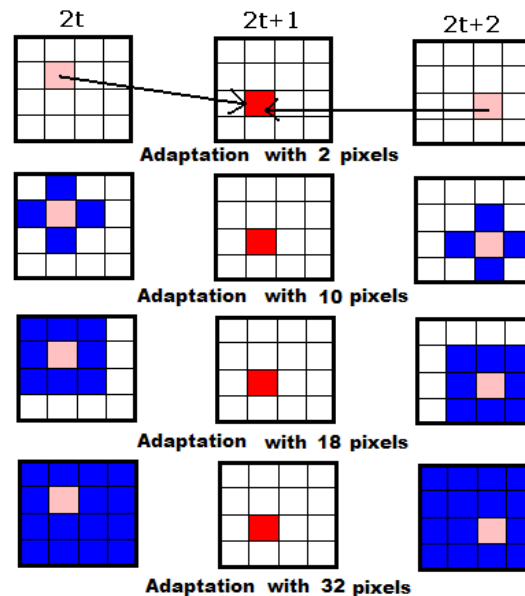 2t 2t+1 2t+2
Adaptation with 2 pixels
Adaptation with 10 pixels
Adaptation with 18 pixels
Adaptation with 32 pixels